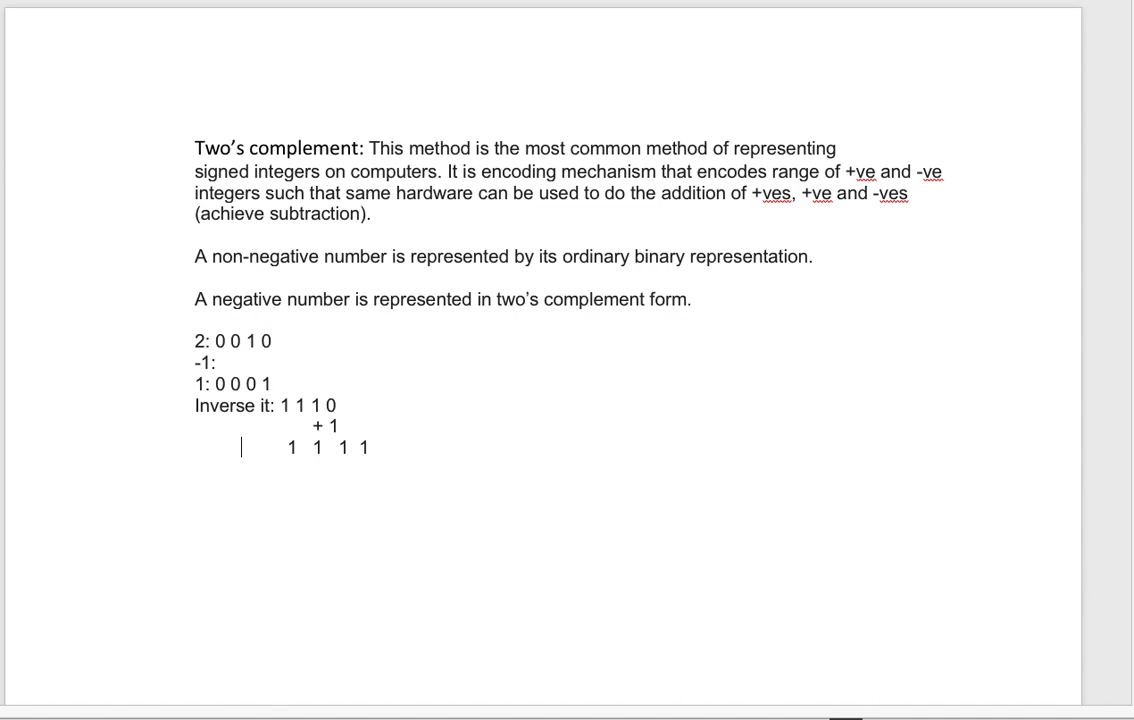 Two's complement: This method is the most common method of representing
signed integers on computers. It is encoding mechanism that encodes range of +ve and -ve
integers such that same hardware can be used to do the addition of +ves, +ve and -ves
(achieve subtraction).
A non-negative number is represented by its ordinary binary representation.
A negative number is represented in two's complement form.
2: 0 0 1 0
-1:
1: 0 0 0 1
Inverse it: 1 1 1 0
+ 1
1 1 1 1